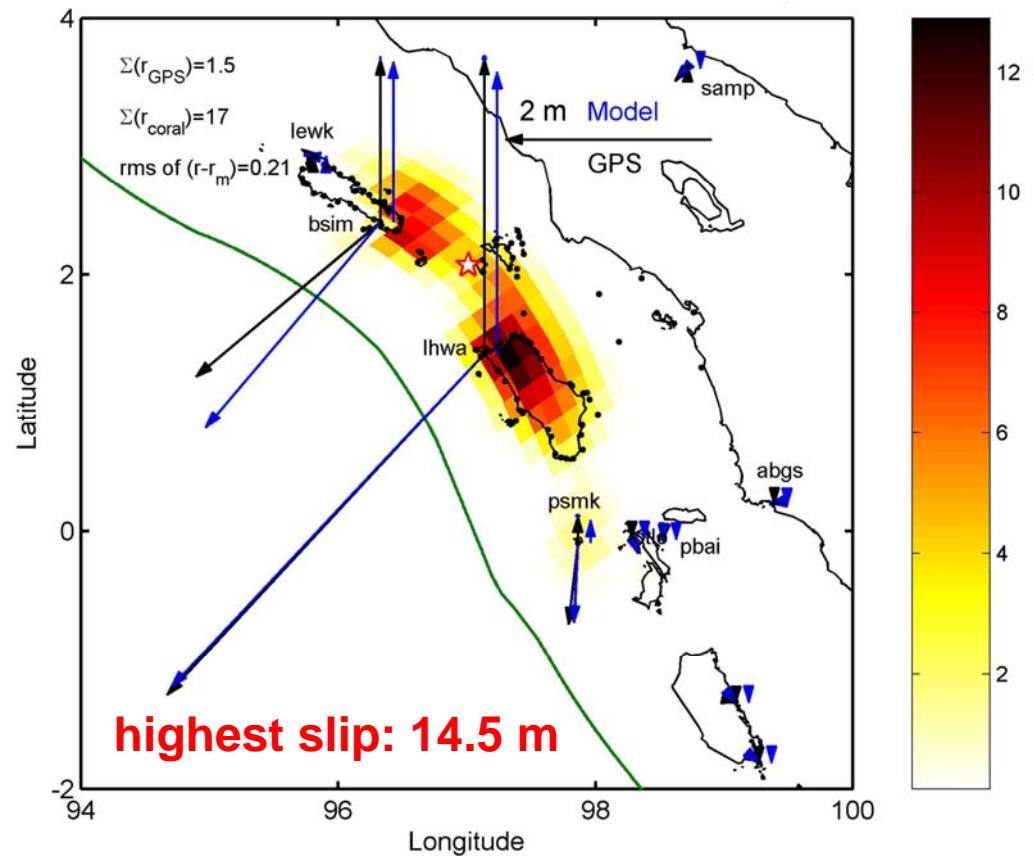 Σ(r_GPS)=1.5
Σ(r_coral)=17
rms of (r-r_m)=0.21
lewk
bsim
lhwa
psmk
pbai
abgs
samp
2 m Model
GPS
highest slip: 14.5 m
4
2
0
-2
Latitude
94
96
98
100
Longitude
12
10
8
6
4
2